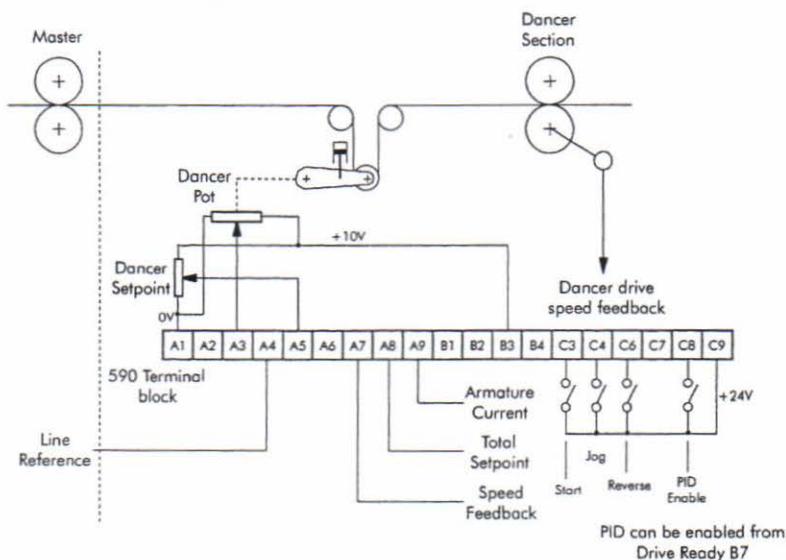 Master
Dancer
Section
Dancer
Pot
+10V
Dancer
Setpoint
0V
Dancer drive
speed feedback
A1 A2 A3 A4 A5 A6 A7 A8 A9 B1 B2 B3 B4 C3 C4 C6 C7 C8 C9
590 Terminal
block
+24V
Armature
Current
Line
Reference
Total
Setpoint
Speed
Feedback
Start
Jog
Reverse
PID
Enable
PID can be enabled from
Drive Ready B7